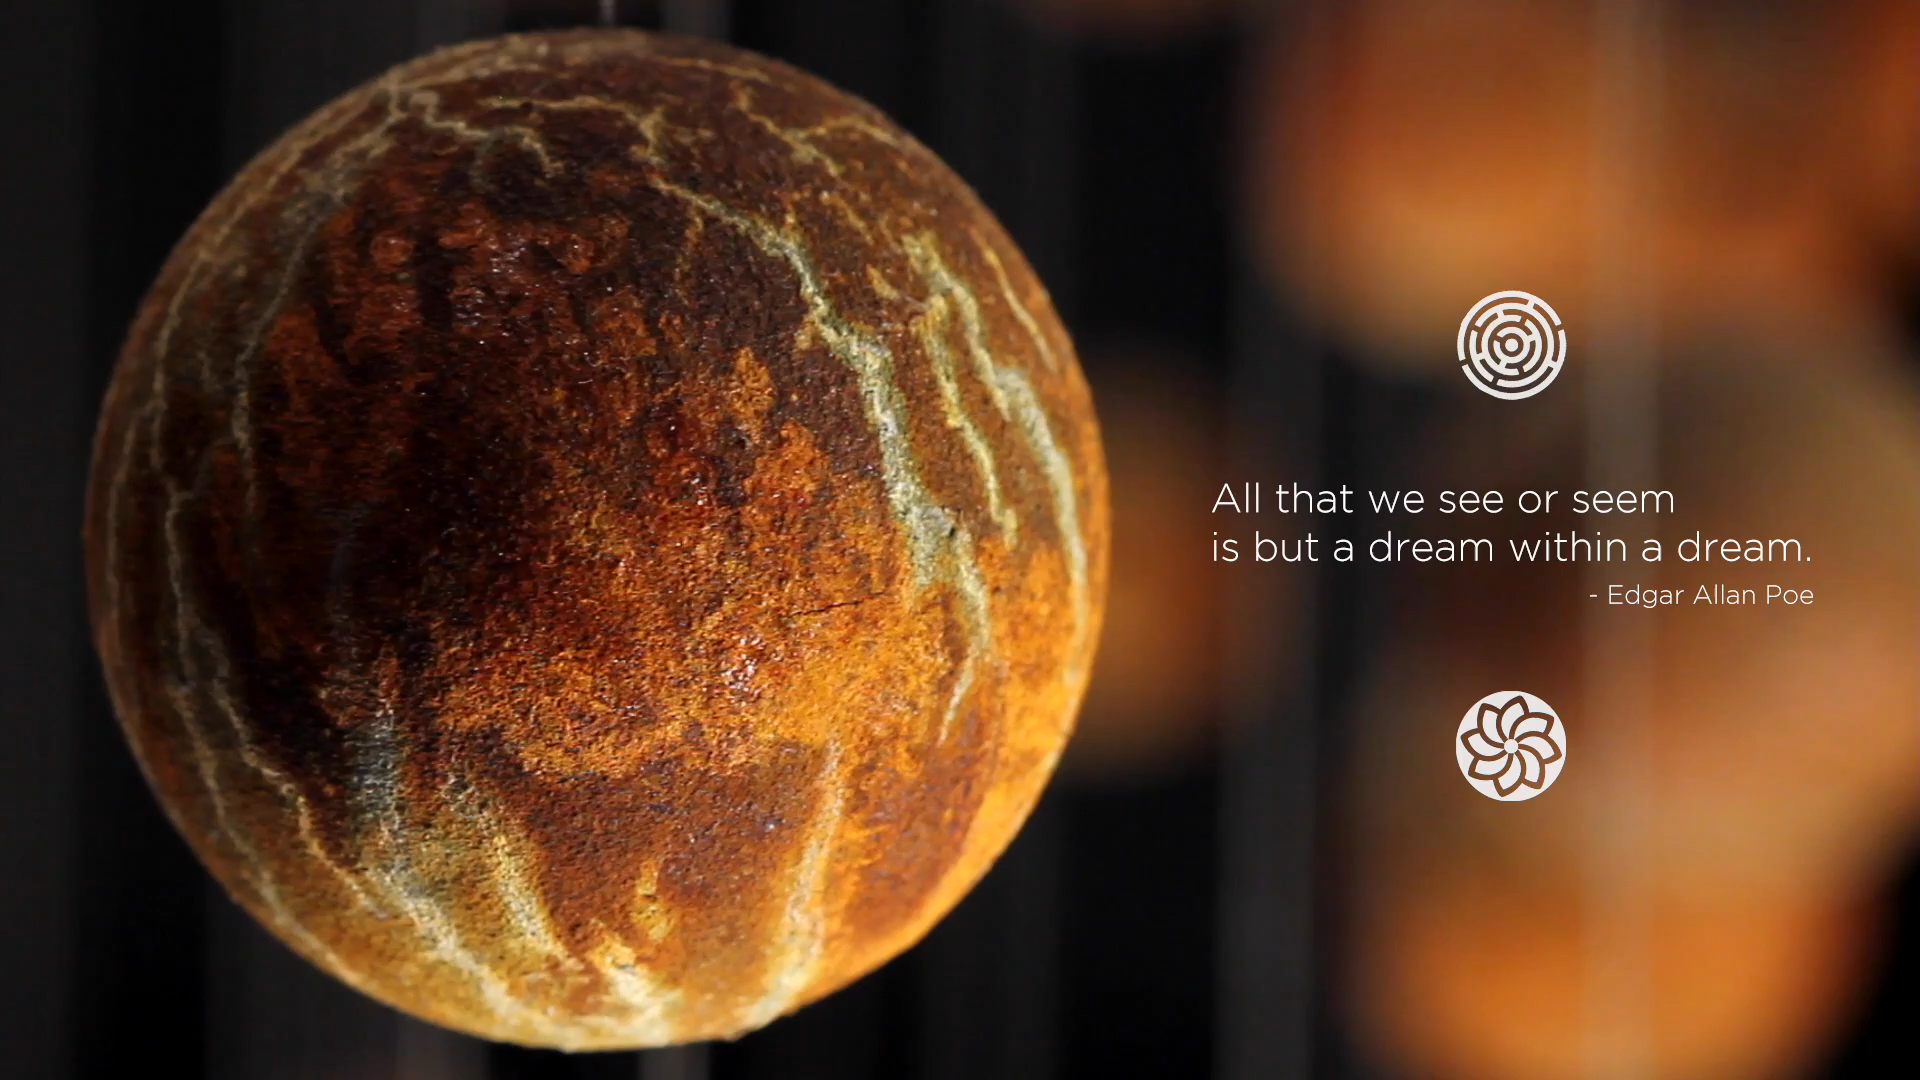 All that we see or seem
is but a dream within a dream.
- Edgar Allan Poe